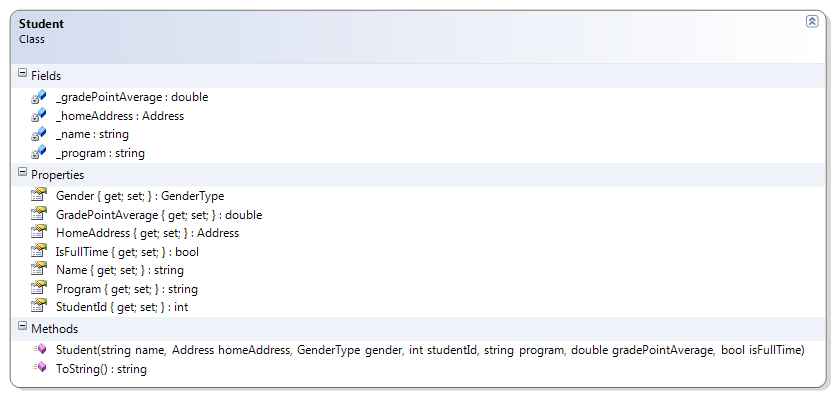 Student
Class
Fields
_gradePointAverage : double
_homeAddress : Address
_name : string
_program : string
Properties
Gender { get; set; } : GenderType
GradePointAverage { get; set; } : double
HomeAddress { get; set; } : Address
IsFullTime { get; set; } : bool
Name { get; set; } : string
Program { get; set; } : string
StudentId { get; set; } : int
Methods
Student(string name, Address homeAddress, GenderType gender, int studentId, string program, double gradePointAverage, bool isFullTime)
ToString() : string